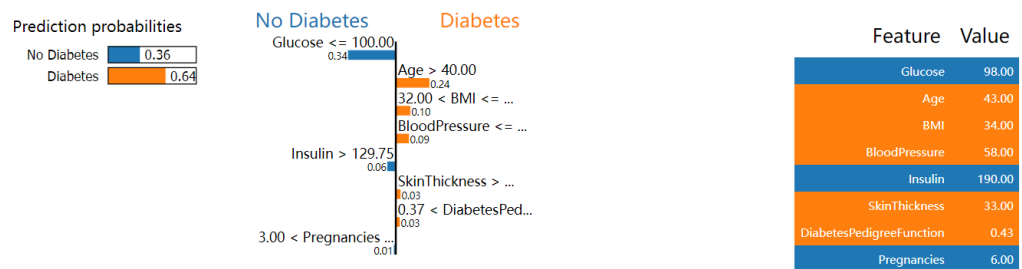 Prediction probabilities
No Diabetes 0.36
Diabetes 0.64
No Diabetes Diabetes
Glucose <= 100.00
0.34
Age > 40.00
0.24
32.00 < BMI <= ...
0.10
BloodPressure <= ...
0.09
Insulin > 129.75
0.06
SkinThickness > ...
0.03
0.37 < DiabetesPed...
0.03
3.00 < Pregnancies ...
0.01
Feature Value
Glucose 98.00
Age 43.00
BMI 34.00
BloodPressure 58.00
Insulin 190.00
SkinThickness 33.00
DiabetesPedigreeFunction 0.43
Pregnancies 6.00